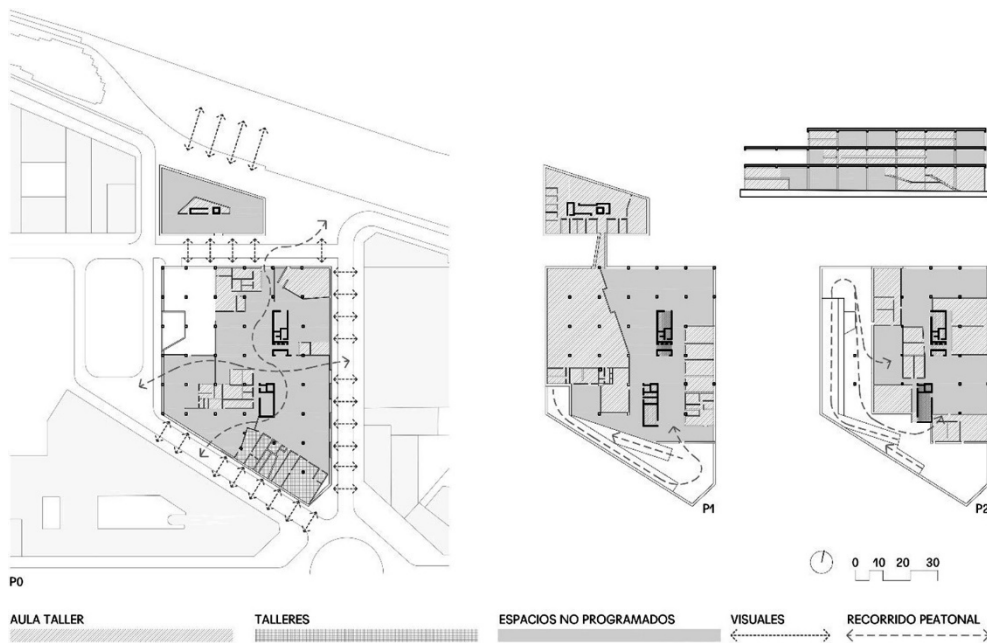 P1
P2
0 10 20 30
P0
AULA TALLER TALLERES ESPACIOS NO PROGRAMADOS VISUALES RECORRIDO PEATONAL